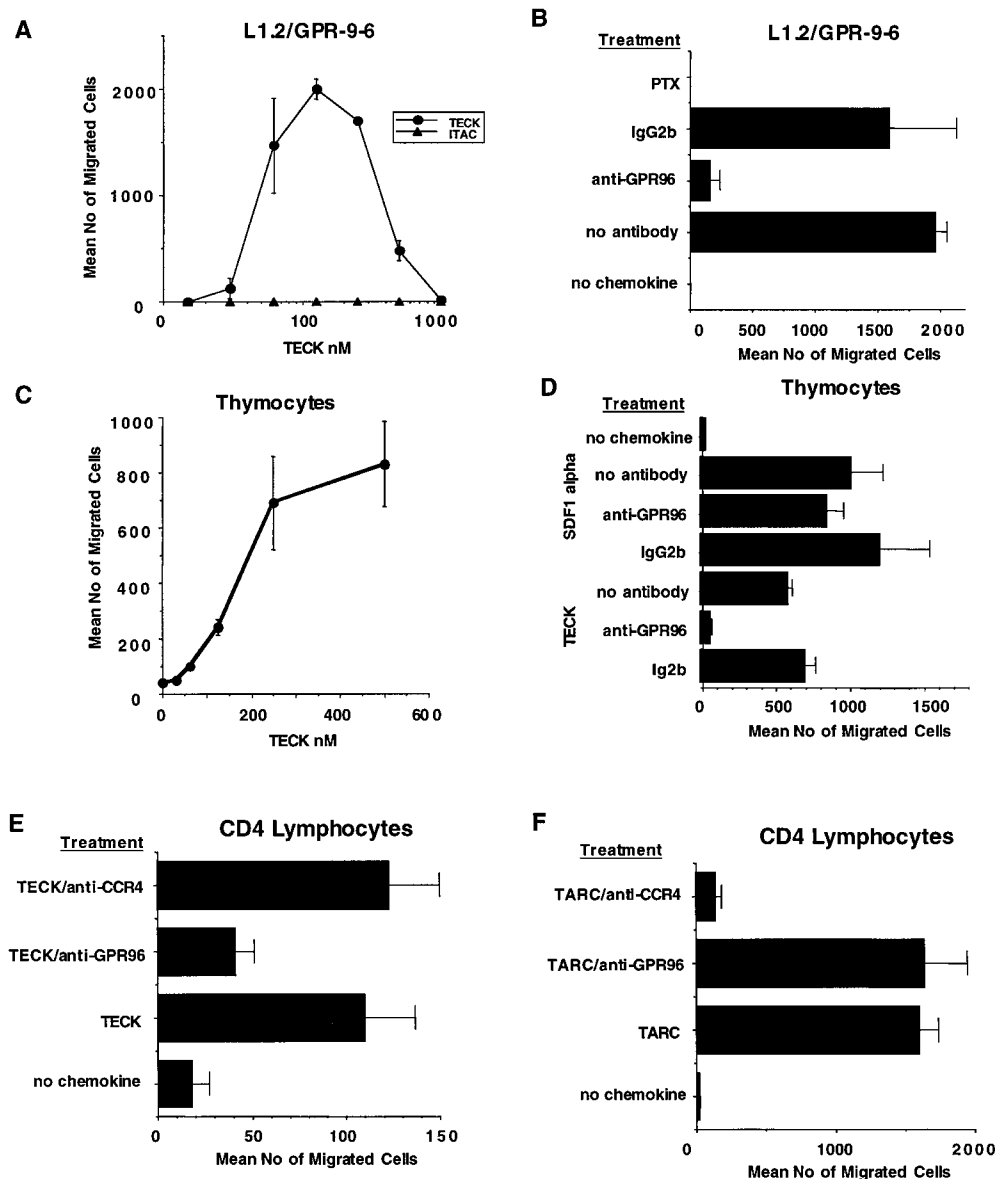 A
L1.2/GPR-9-6
Mean No of Migrated Cells
2000
1000
0
TECK
ITAC
0 100 1000
TECK nM
B
L1.2/GPR-9-6
Treatment
PTX
IgG2b
anti-GPR96
no antibody
no chemokine
0 500 1000 1500 2000
Mean No of Migrated Cells
C
Thymocytes
Mean No of Migrated Cells
1000
800
600
400
200
0
0 200 400 600
TECK nM
D
Thymocytes
Treatment
SDF1 alpha
no chemokine
no antibody
anti-GPR96
IgG2b
TECK
no antibody
anti-GPR96
Ig2b
0 500 1000 1500
Mean No of Migrated Cells
E
CD4 Lymphocytes
Treatment
TECK/anti-CCR4
TECK/anti-GPR96
TECK
no chemokine
0 50 100 150
Mean No of Migrated Cells
F
CD4 Lymphocytes
Treatment
TARC/anti-CCR4
TARC/anti-GPR96
TARC
no chemokine
0 1000 2000
Mean No of Migrated Cells